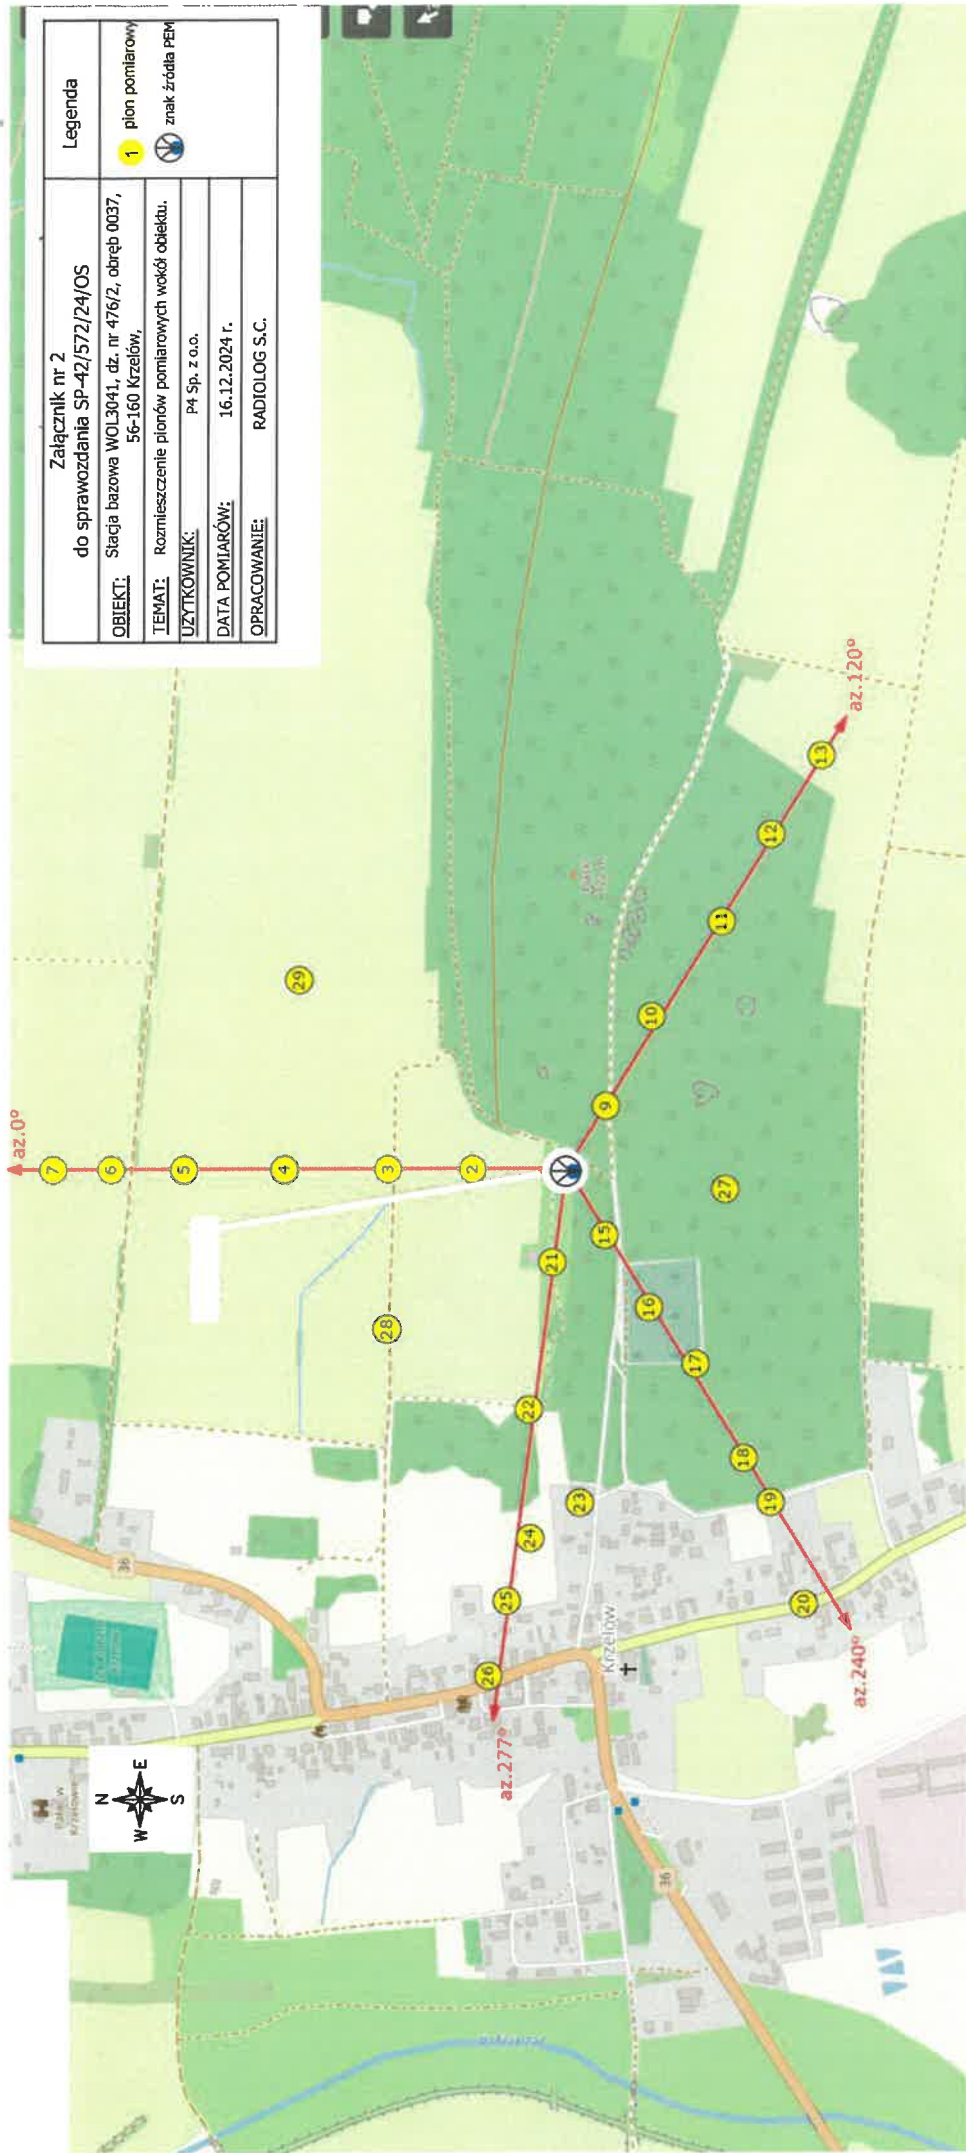 Załącznik nr 2
do sprawozdania SP-42/572/24/OS
OBIEKT: Stacja bazowa WOL3041, dz. nr 476/2, obręb 0037,
56-160 Krzelów,
TEMAT: Rozmieszczenie pionów pomiarowych wokół obiektu.
UŻYTKOWNIK: P4 Sp. z o.o.
DATA POMIARÓW: 16.12.2024 r.
OPRACOWANIE: RADIOLOG S.C.
Legenda
1 pion pomiarowy
znak źródła PEM
az.0°
7
6
5
4
3
2
29
28
9
10
11
12
13
az.120°
27
15
16
17
18
19
20
az.240°
21
22
23
24
25
26
az.277°
36
36
Krzelów
N
W
E
S